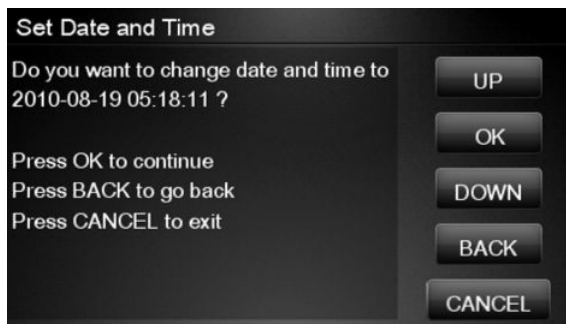 Set Date and Time
Do you want to change date and time to
2010-08-19 05:18:11 ?
Press OK to continue
Press BACK to go back
Press CANCEL to exit
UP
OK
DOWN
BACK
CANCEL